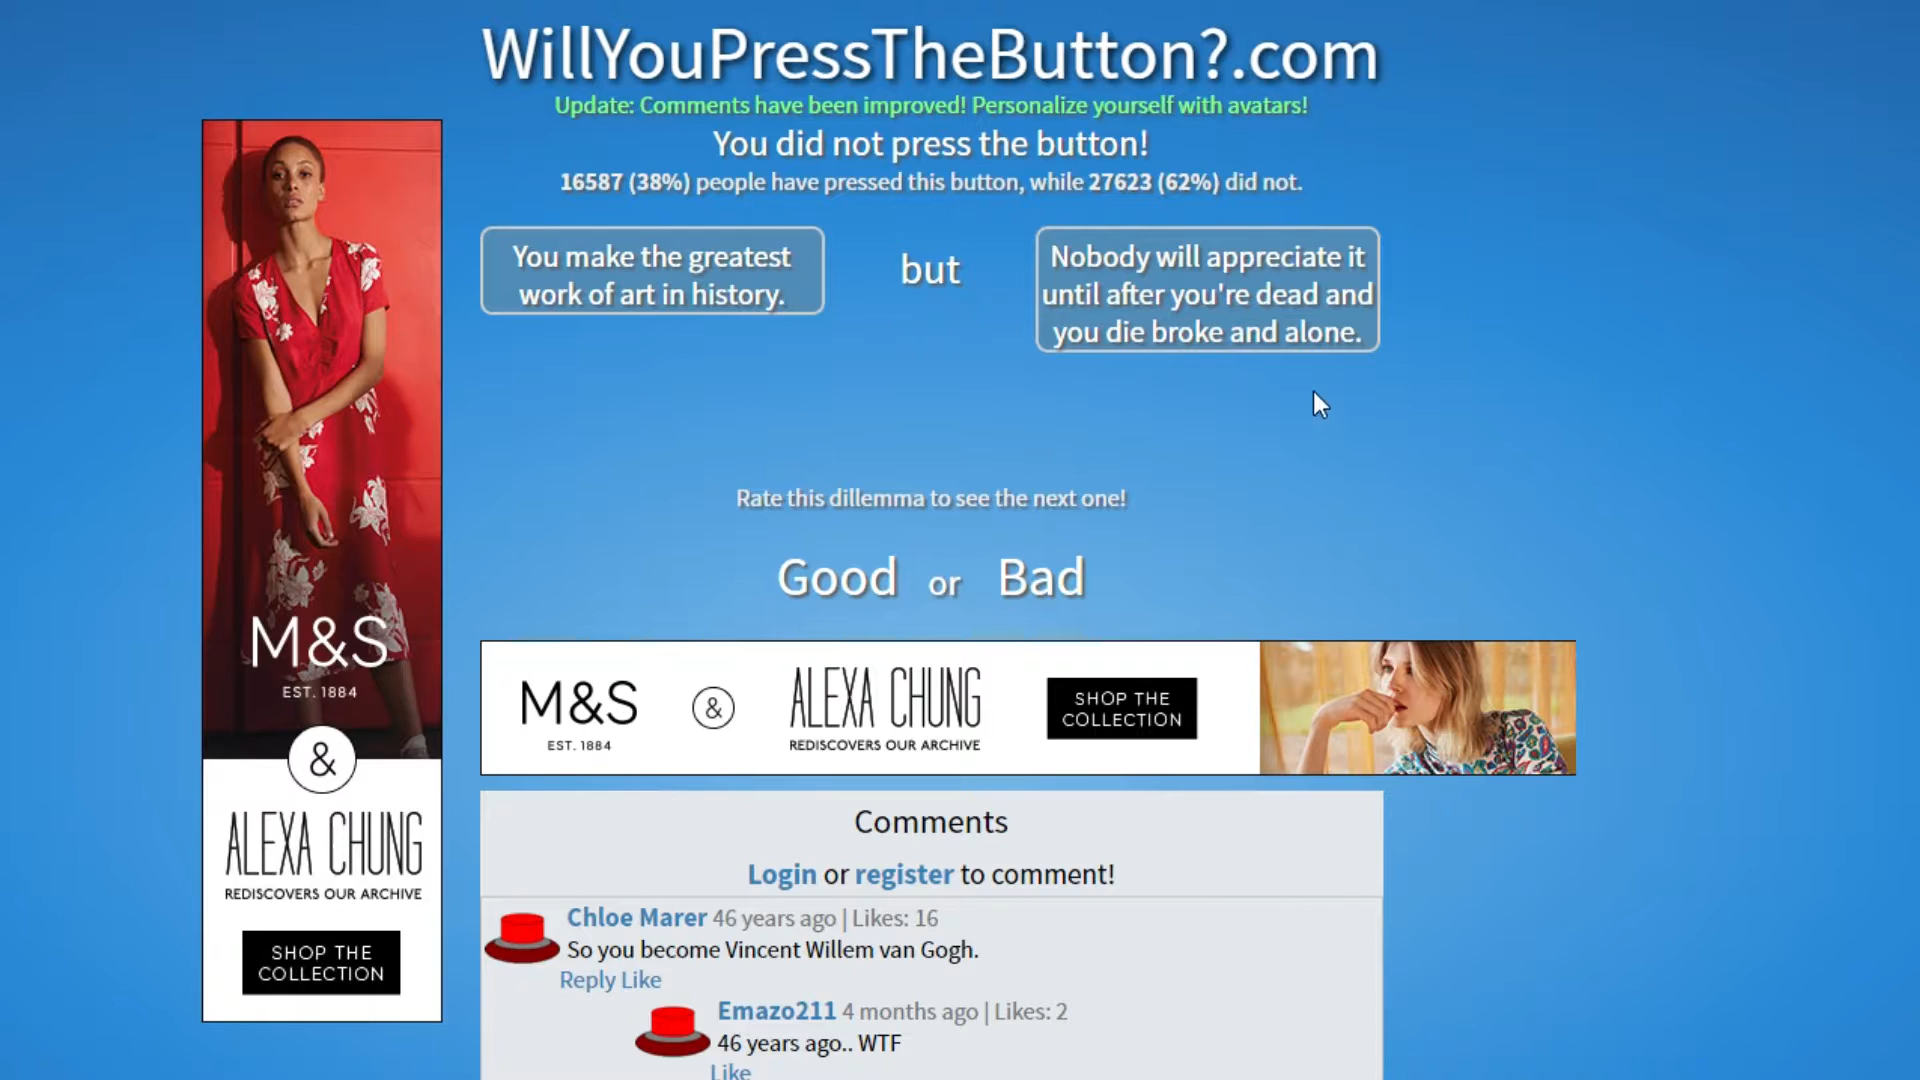 WillYouPressTheButton?.com
Update: Comments have been improved! Personalize yourself with avatars!
You did not press the button!
16587 (38%) people have pressed this button, while 27623 (62%) did not.
You make the greatest
work of art in history.
but
Nobody will appreciate it
until after you're dead and
you die broke and alone.
Rate this dillemma to see the next one!
Good or Bad
M&S
EST. 1884
&
ALEXA CHUNG
REDISCOVERS OUR ARCHIVE
SHOP THE
COLLECTION
M&S
EST. 1884
&
ALEXA CHUNG
REDISCOVERS OUR ARCHIVE
SHOP THE
COLLECTION
Comments
Login or register to comment!
Chloe Marer 46 years ago | Likes: 16
So you become Vincent Willem van Gogh.
Reply Like
Emazo211 4 months ago | Likes: 2
46 years ago.. WTF
Like